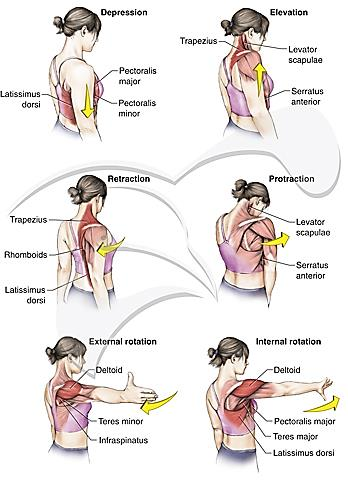 Depression
Pectoralis
major
Latissimus
dorsi
Pectoralis
minor
Elevation
Trapezius
Levator
scapulae
Serratus
anterior
Retraction
Trapezius
Rhomboids
Latissimus
dorsi
Protraction
Levator
scapulae
Serratus
anterior
External rotation
Deltoid
Teres minor
Infraspinatus
Internal rotation
Deltoid
Pectoralis major
Teres major
Latissimus dorsi